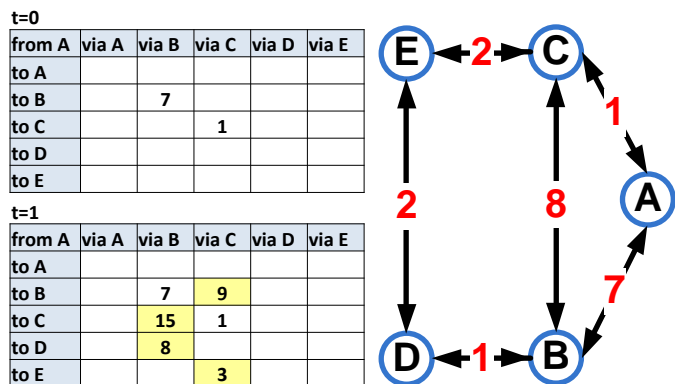 t=0
from A via A via B via C via D via E
to A
to B 7
to C 1
to D
to E
t=1
from A via A via B via C via D via E
to A
to B 7 9
to C 15 1
to D 8
to E 3
E 2 C
1
A
2 8
7
D 1 B